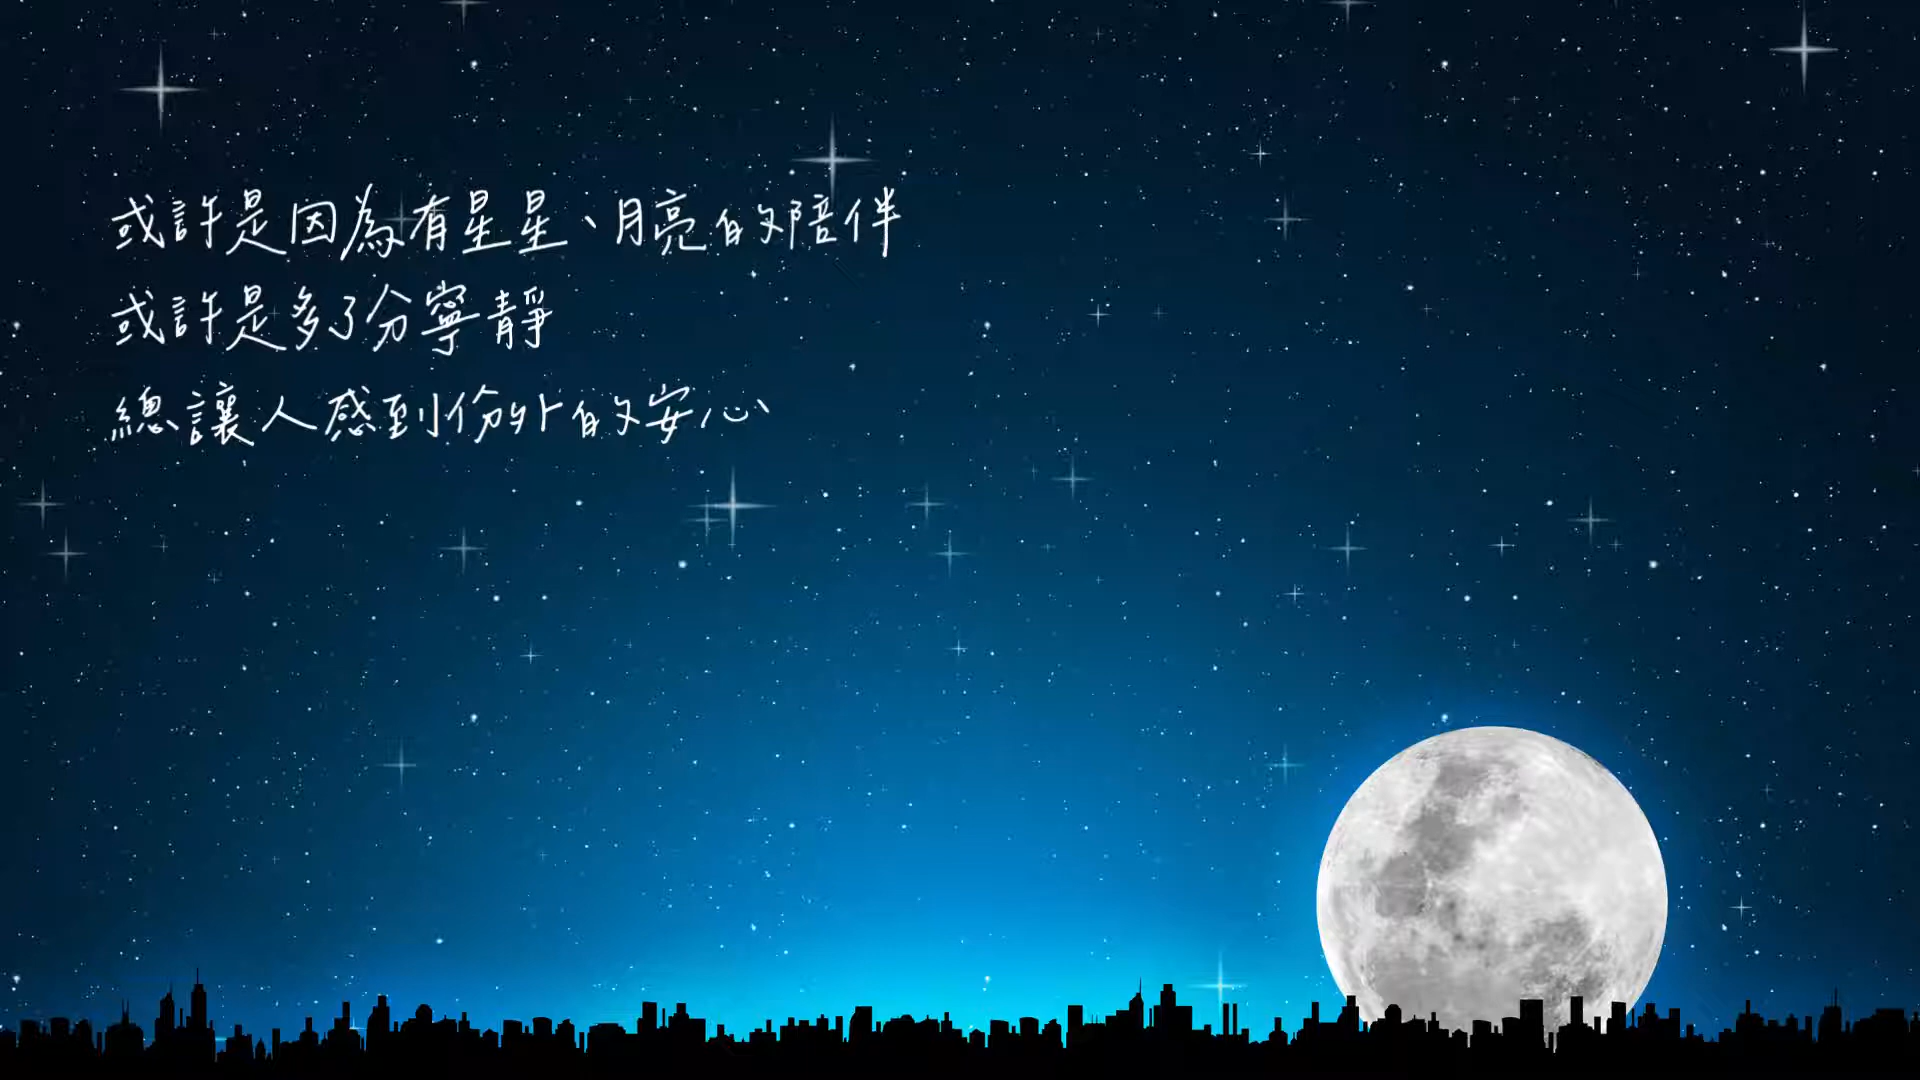 或許是因為有星星、月亮的陪伴
或許是多了分寧靜
總讓人感到份外的安心